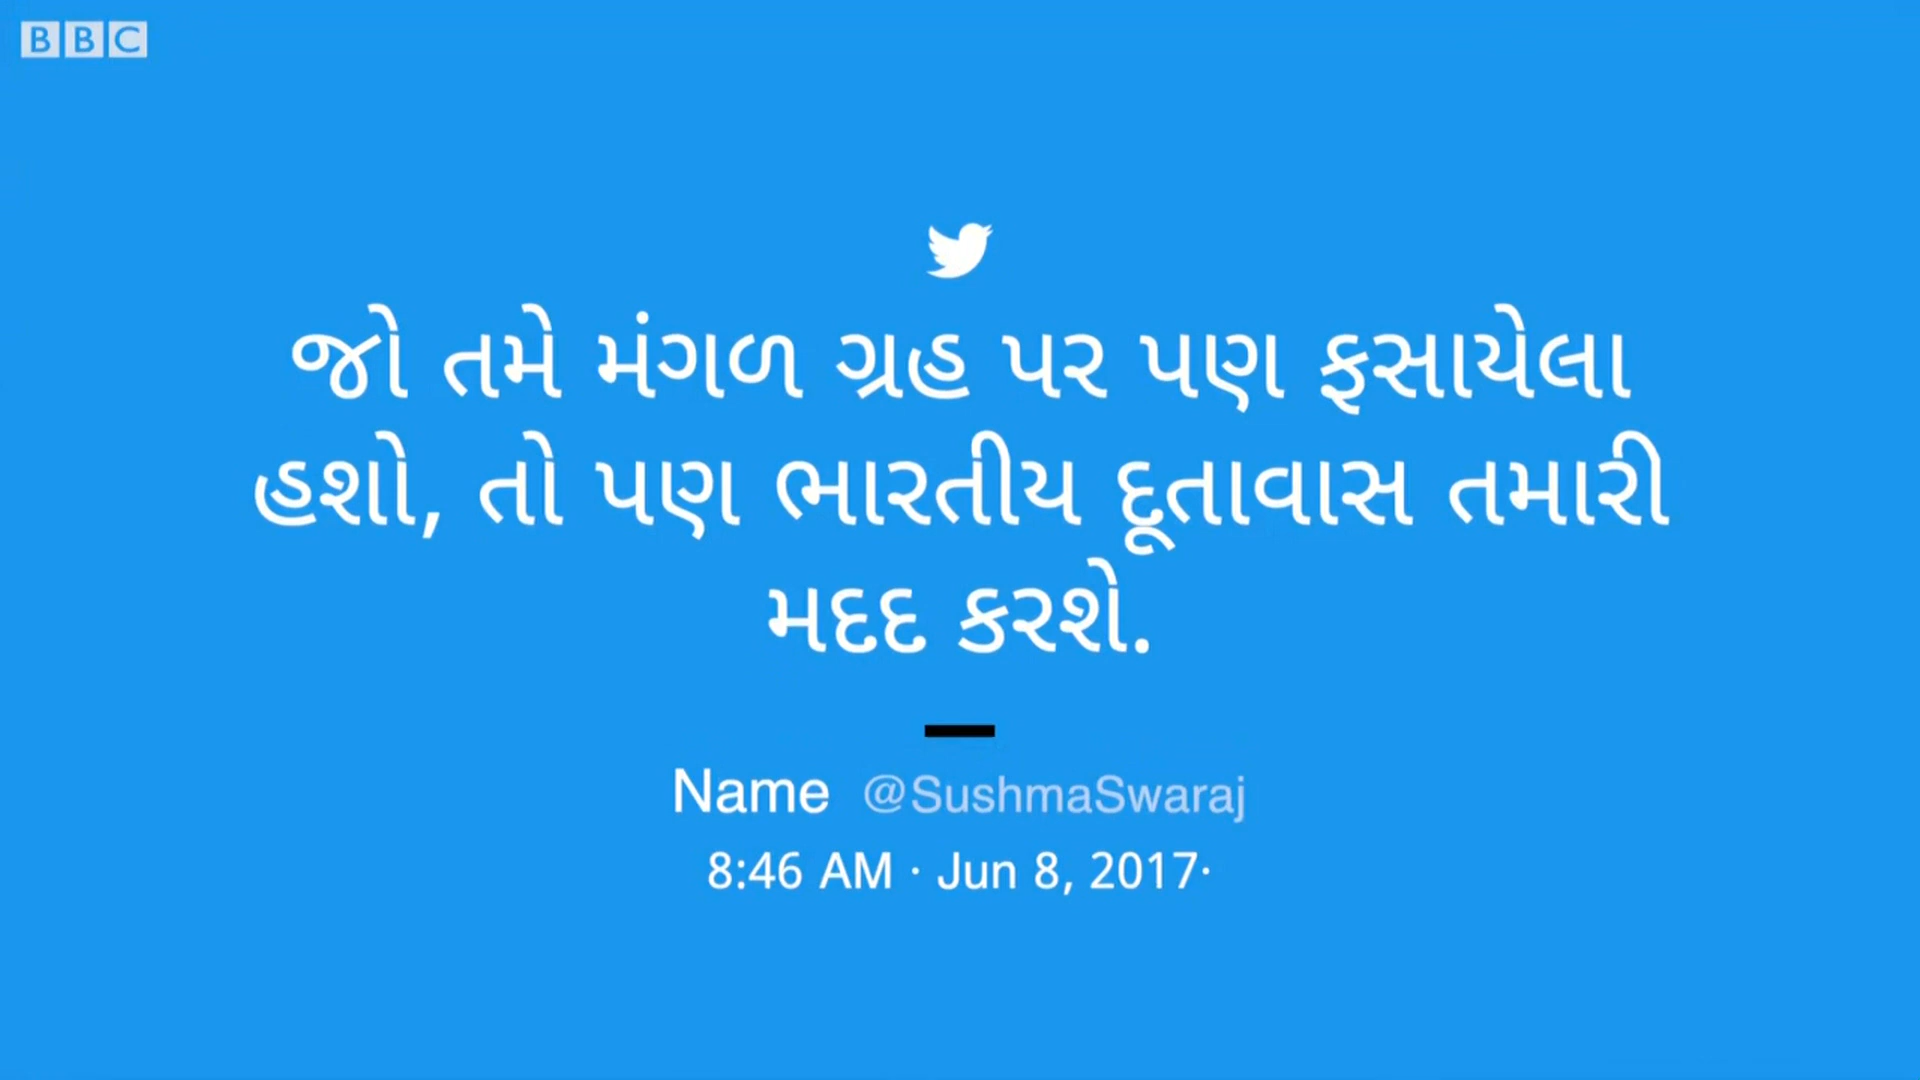 BBC
જો તમે મંગળ ગ્રહ પર પણ ફસાયેલા
હશો, તો પણ ભારતીય દૂતાવાસ તમારી
મદદ કરશે.
Name @SushmaSwaraj
8:46 AM · Jun 8, 2017·